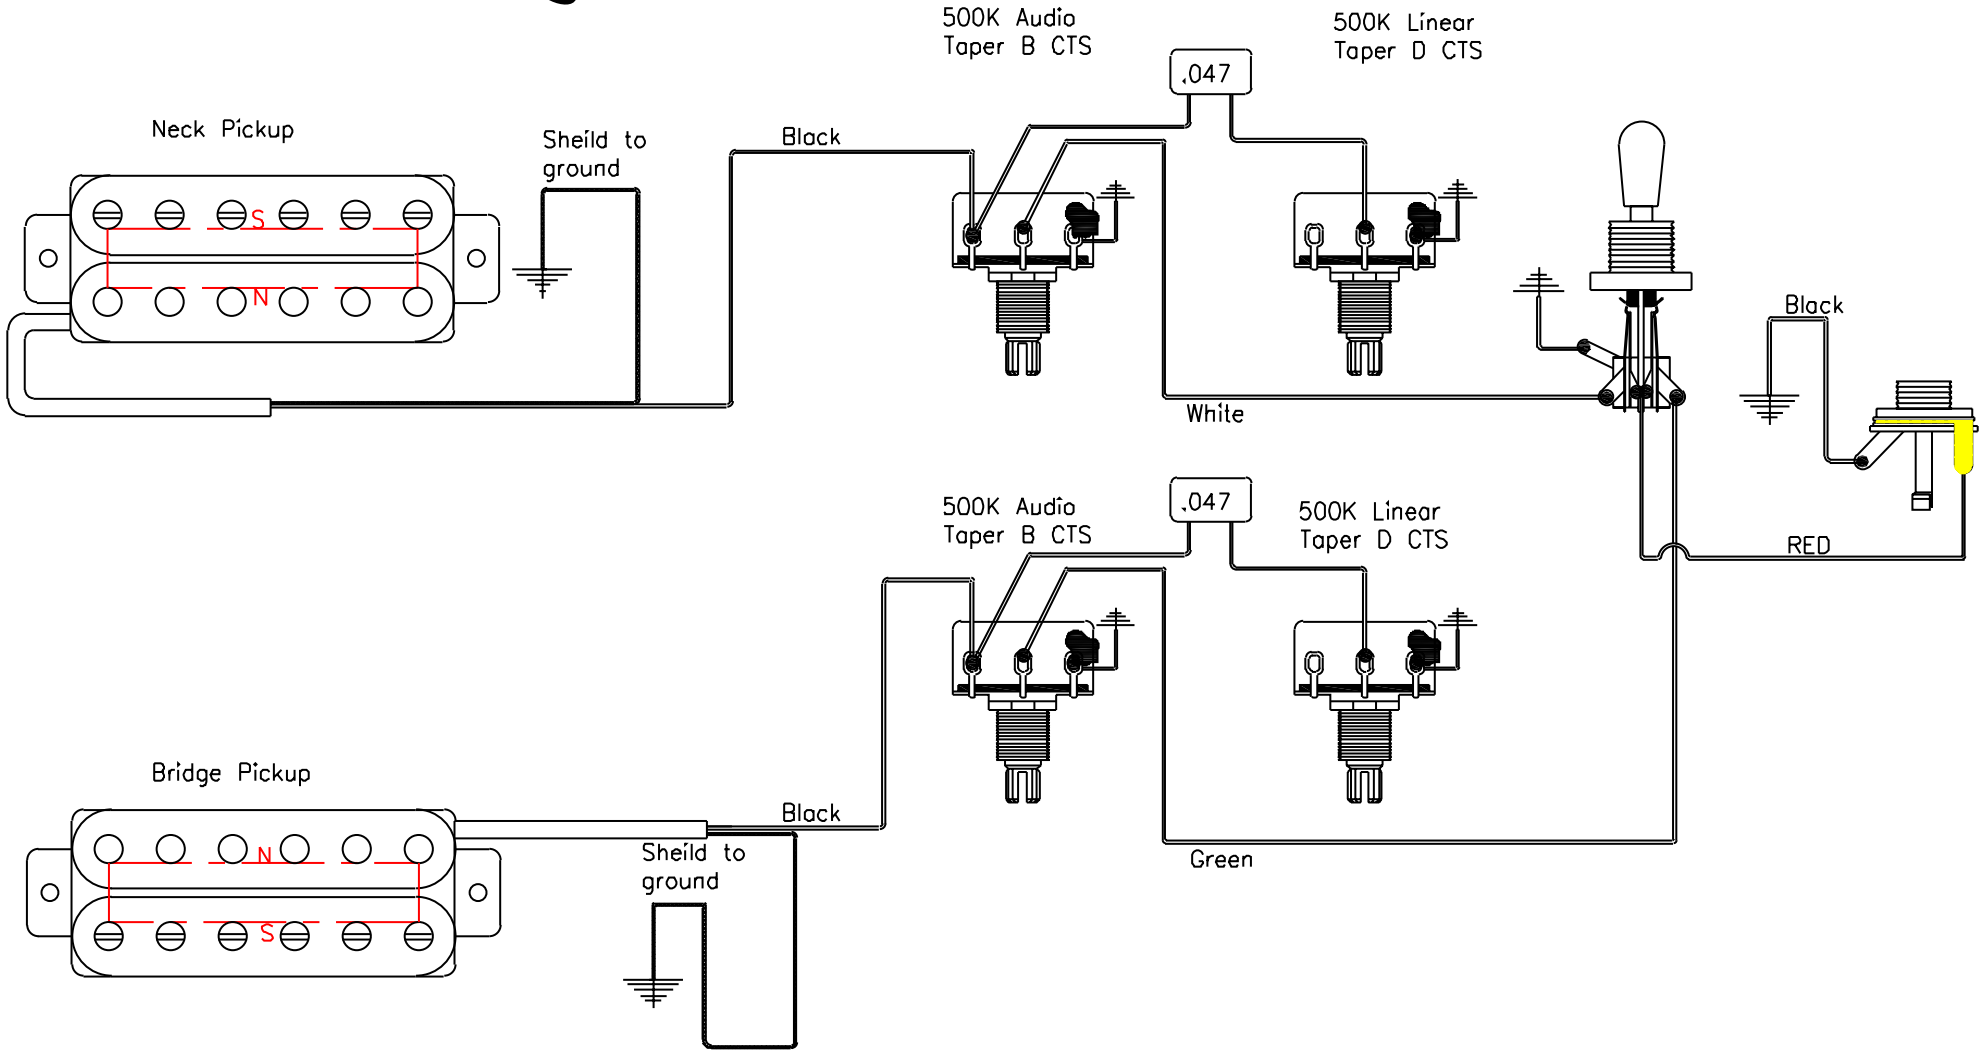 500K Audio
Taper B CTS
500K Linear
Taper D CTS
.047
Neck Pickup
Sheild to
ground
Black
S
N
Black
White
500K Audio
Taper B CTS
.047
500K Linear
Taper D CTS
RED
Bridge Pickup
Black
Sheild to
ground
Green
N
S